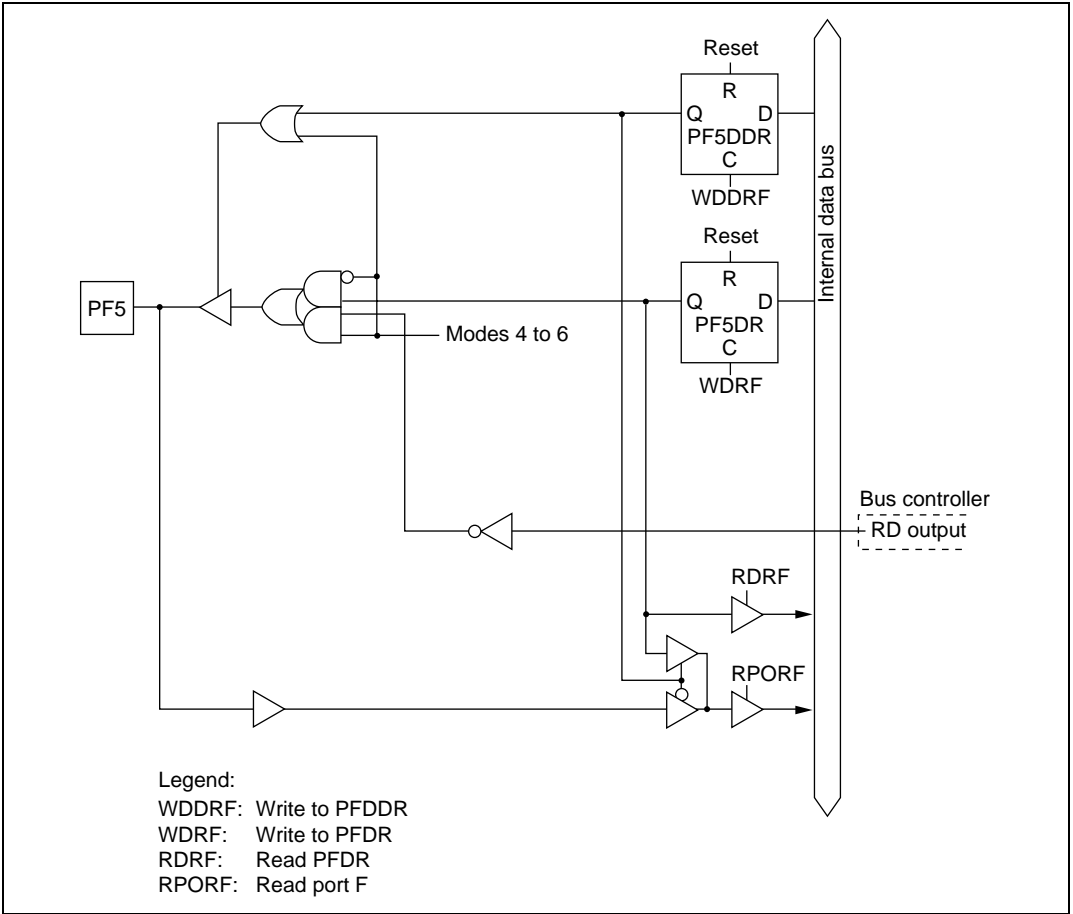 Reset
R
Q D
PF5DDR
C
WDDRF
Reset
R
Q D
PF5DR
C
WDRF
Internal data bus
PF5
Modes 4 to 6
Bus controller
RD output
RDRF
RPORF
Legend:
WDDRF: Write to PFDDR
WDRF: Write to PFDR
RDRF: Read PFDR
RPORF: Read port F